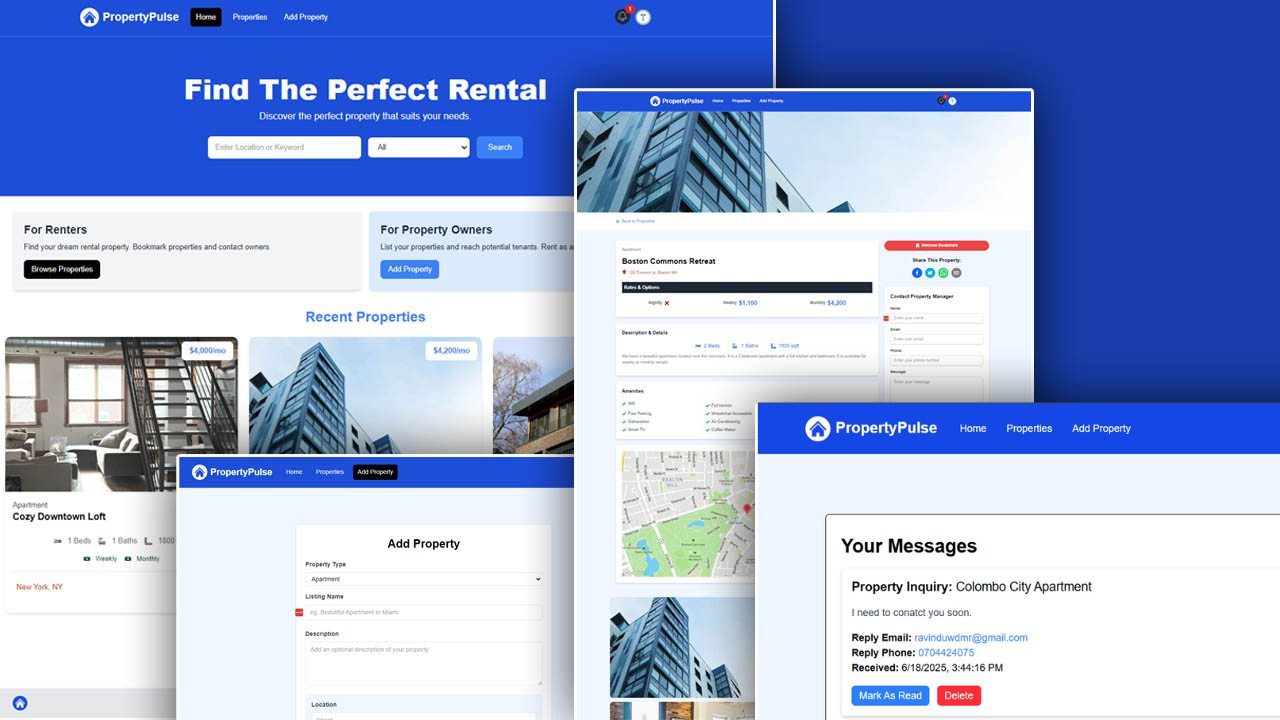 PropertyPulse
Home
Properties
Add Property
1
Find The Perfect Rental
Discover the perfect property that suits your needs.
Enter Location or Keyword
All
Search
For Renters
Find your dream rental property. Bookmark properties and contact owners.
Browse Properties
For Property Owners
List your properties and reach potential tenants. Rent as a
Add Property
Recent Properties
$4,000/mo
$4,200/mo
Apartment
Cozy Downtown Loft
1 Beds
1 Baths
1800
Weekly
Monthly
New York, NY
PropertyPulse
Home
Properties
Add Property
Back to Properties
Apartment
Boston Commons Retreat
120 Tremont st, Boston MA
Rates & Options
Nightly
Weekly $1,100
Monthly $4,200
Description & Details
2 Beds
1 Baths
1800 sqft
We have a beautiful apartment located near the commons. It is a 2 bedroom apartment with a full kitchen and bathroom. It is available for
weekly or monthly rentals.
Amenities
Wifi
Full kitchen
Free Parking
Wheelchair Accessible
Dishwasher
Air Conditioning
Smart TV
Coffee Maker
BEACON
HILL
Remove Bookmark
Share This Property:
Contact Property Manager
Name:
Enter your name
Email:
Enter your email
Phone:
Enter your phone number
Message:
Enter your message
PropertyPulse
Home
Properties
Add Property
Add Property
Property Type
Apartment
Listing Name
eg. Beautiful Apartment In Miami
Description
Add an optional description of your property
Location
Street
PropertyPulse
Home
Properties
Add Property
Your Messages
Property Inquiry: Colombo City Apartment
I need to conatct you soon.
Reply Email: ravinduwdmr@gmail.com
Reply Phone: 0704424075
Received: 6/18/2025, 3:44:16 PM
Mark As Read
Delete